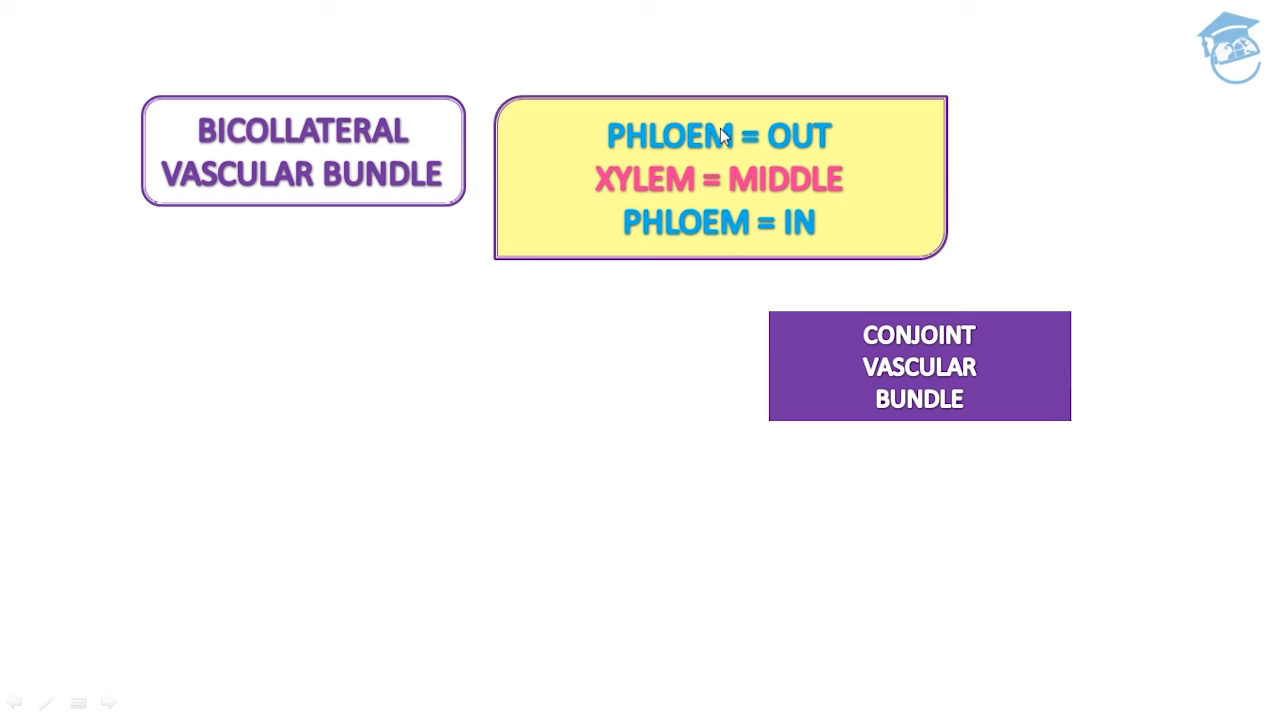 BICOLLATERAL
VASCULAR BUNDLE
PHLOEM = OUT
XYLEM = MIDDLE
PHLOEM = IN
CONJOINT
VASCULAR
BUNDLE